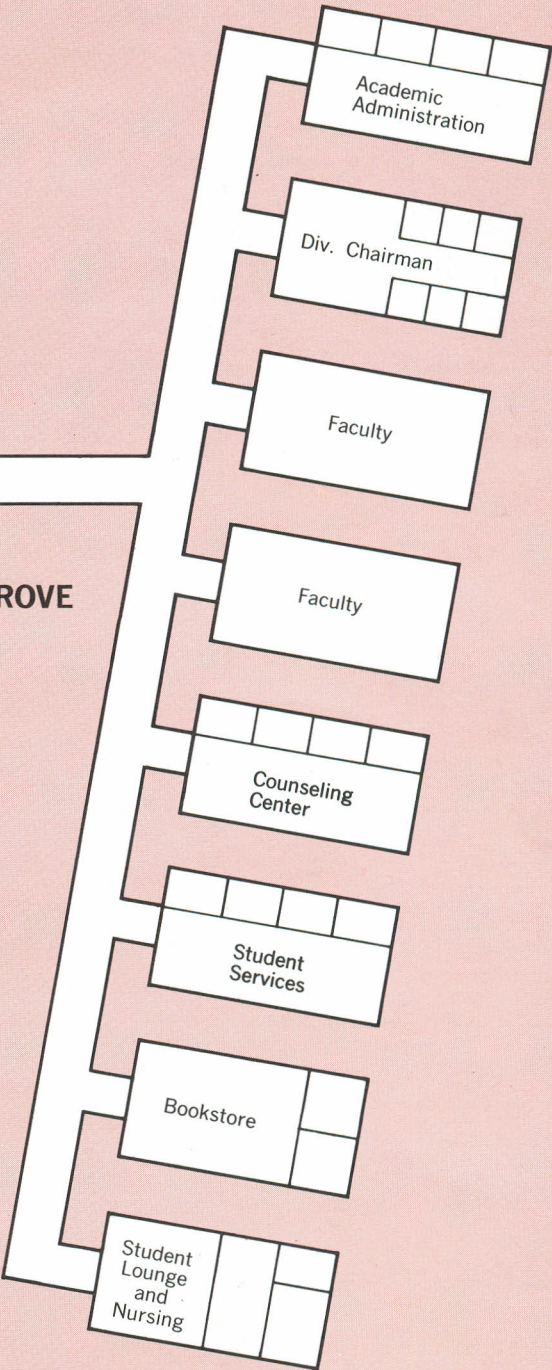 Academic
Administration
Div. Chairman
Faculty
Faculty
ROVE
Counseling
Center
Student
Services
Bookstore
Student
Lounge
and
Nursing